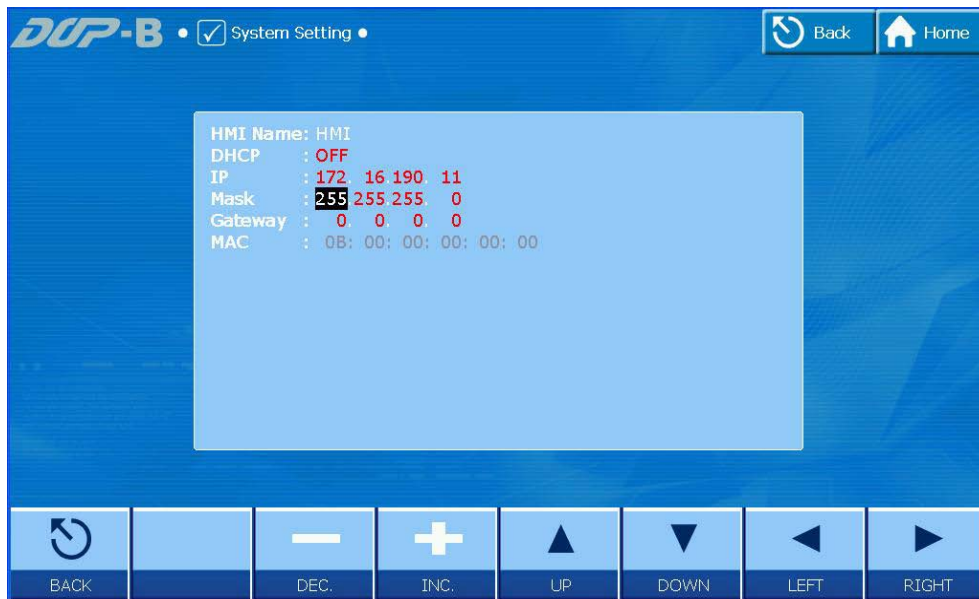 DOP-B • System Setting • Back Home
HMI Name: HMI
DHCP : OFF
IP : 172. 16.190. 11
Mask : 255.255.255. 0
Gateway : 0. 0. 0. 0
MAC : 0B: 00: 00: 00: 00: 00
BACK DEC. INC. UP DOWN LEFT RIGHT